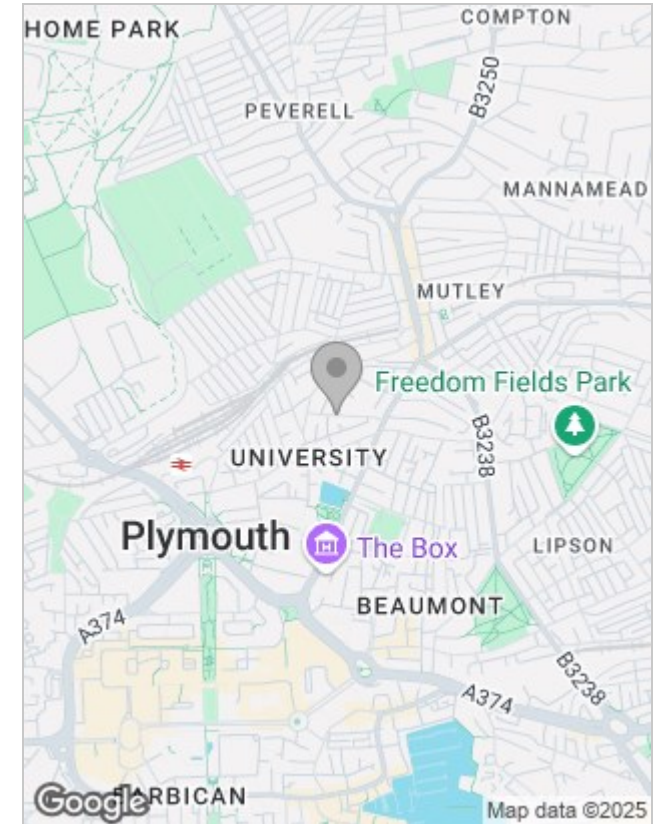 HOME PARK
COMPTON
B3250
PEVERELL
MANNAMEAD
MUTLEY
Freedom Fields Park
B3238
UNIVERSITY
Plymouth
The Box
LIPSON
BEAUMONT
A374
B3238
A374
Google
BARBICAN
Map data ©2025